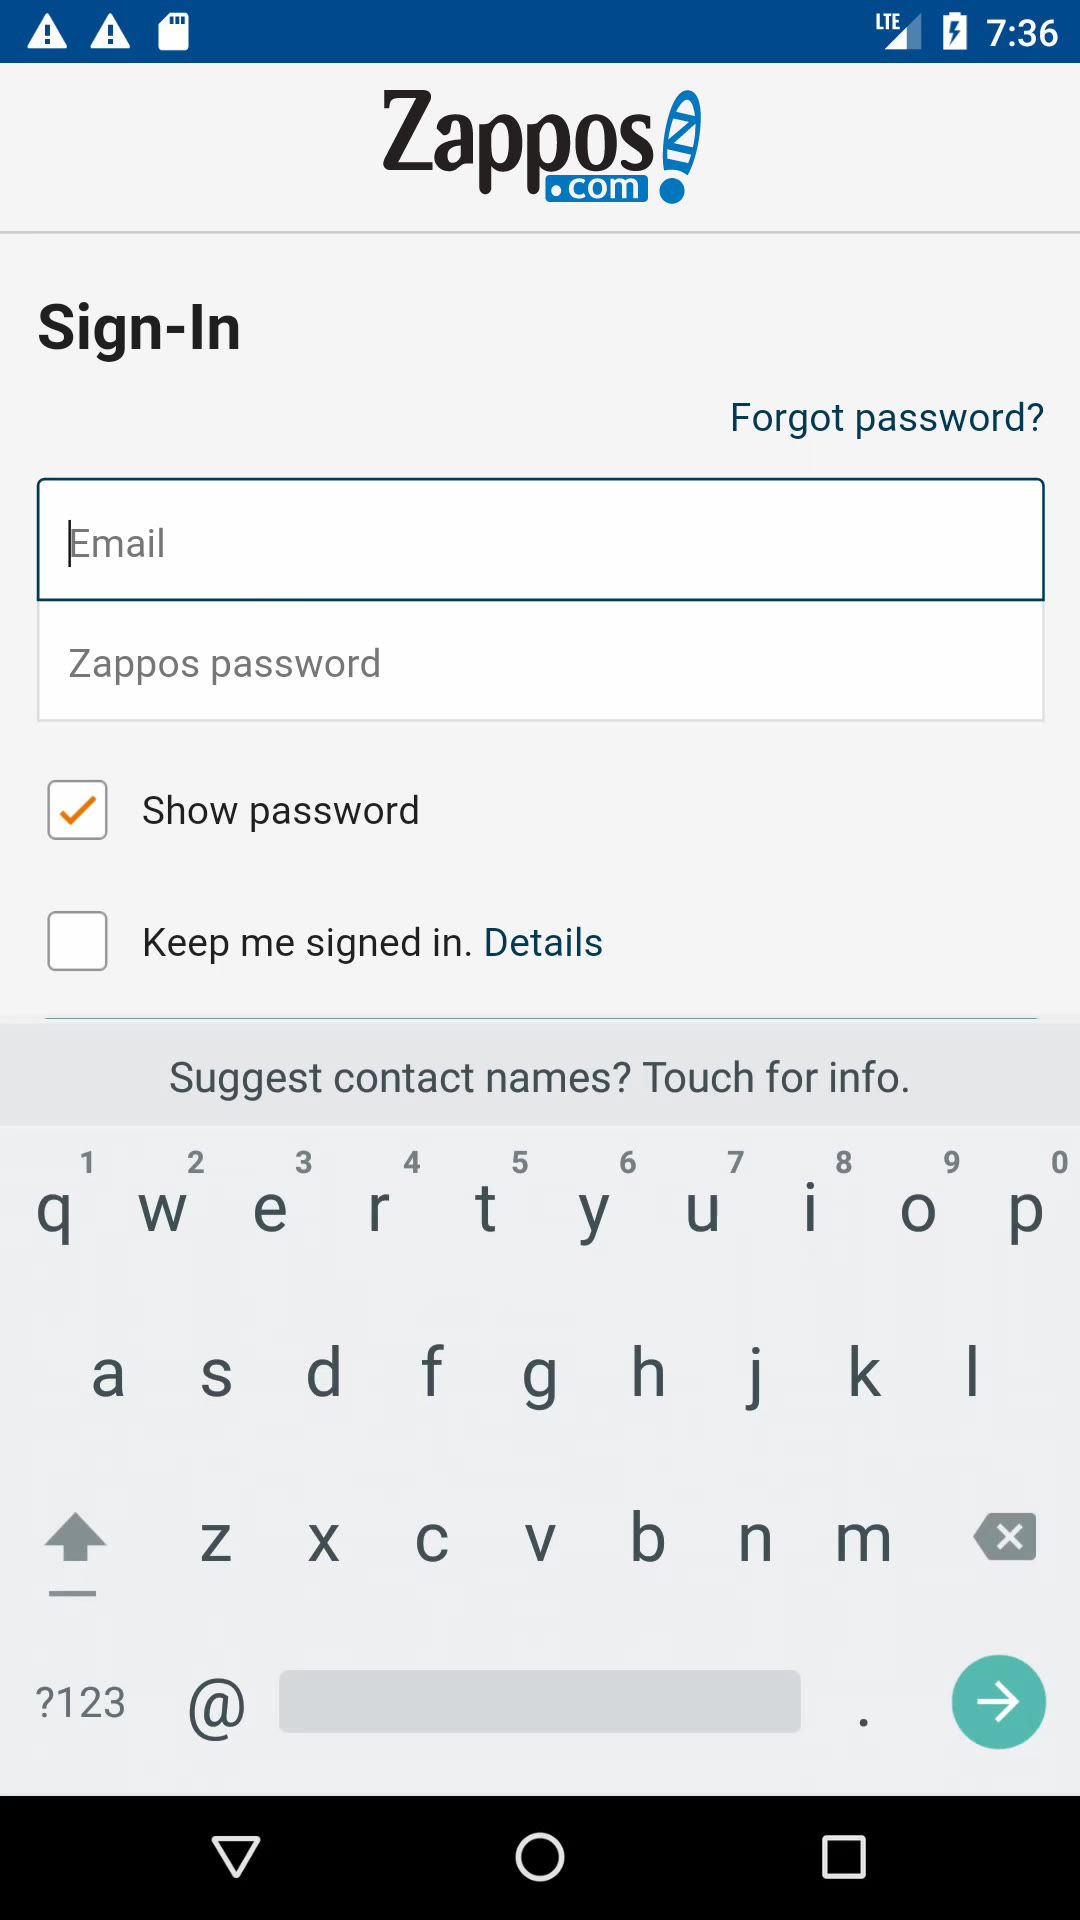 LTE 7:36
Zappos
.com
Sign-In
Forgot password?
Email
Zappos password
Show password
Keep me signed in. Details
Suggest contact names? Touch for info.
1 2 3 4 5 6 7 8 9 0
q w e r t y u i o p
a s d f g h j k l
z x c v b n m
?123 @ .